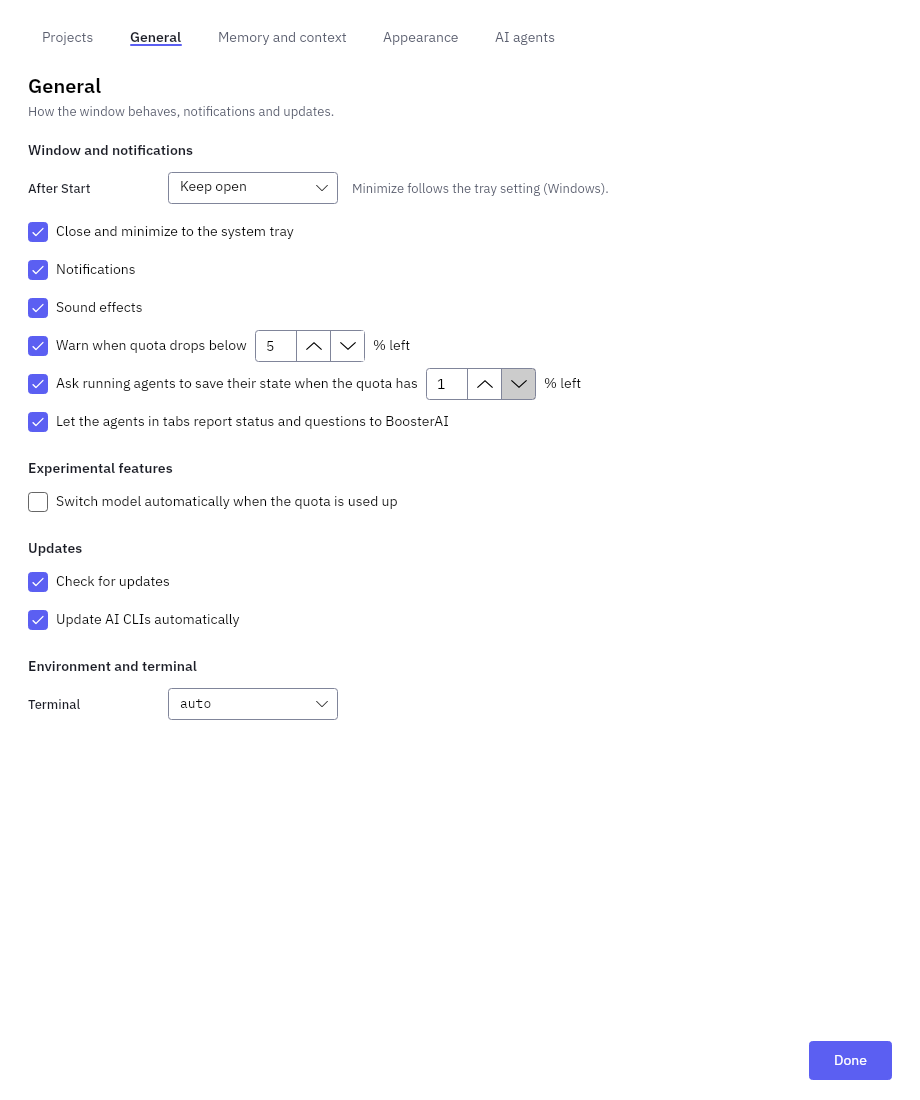 Projects General Memory and context Appearance AI agents
General
How the window behaves, notifications and updates.
Window and notifications
After Start Keep open Minimize follows the tray setting (Windows).
Close and minimize to the system tray
Notifications
Sound effects
Warn when quota drops below 5 % left
Ask running agents to save their state when the quota has 1 % left
Let the agents in tabs report status and questions to BoosterAI
Experimental features
Switch model automatically when the quota is used up
Updates
Check for updates
Update AI CLIs automatically
Environment and terminal
Terminal auto
Done